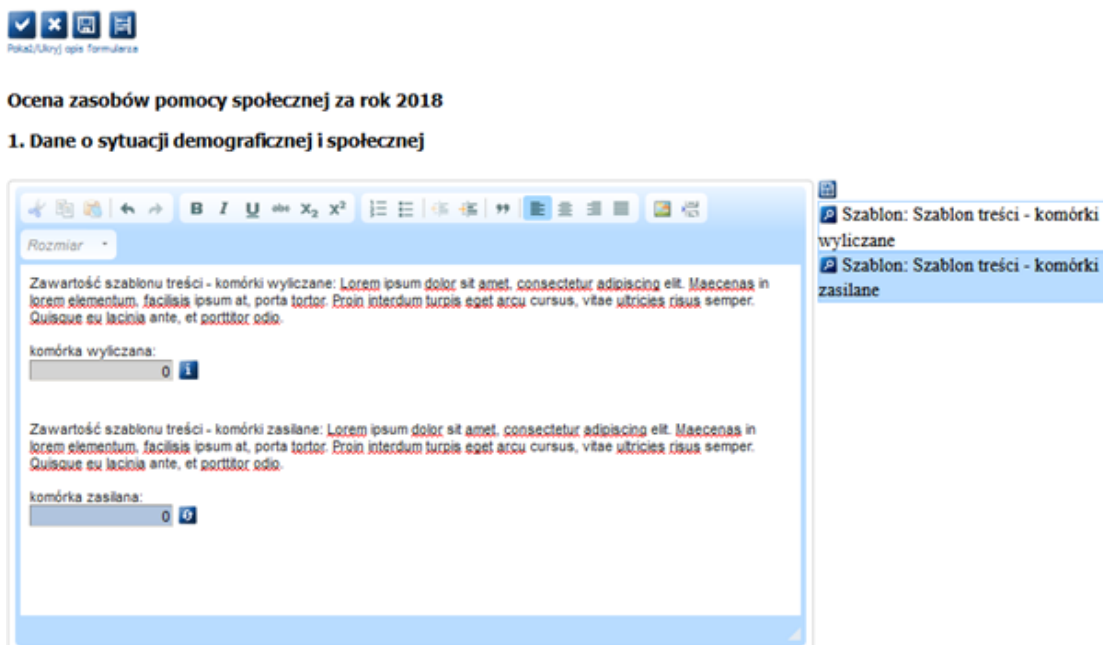 Pokaż/Ukryj opis formularza
Ocena zasobów pomocy społecznej za rok 2018
1. Dane o sytuacji demograficznej i społecznej
B I U abc X₂ X²
Rozmiar
Zawartość szablonu treści - komórki wyliczane: Lorem ipsum dolor sit amet, consectetur adipiscing elit. Maecenas in
lorem elementum, facilisis ipsum at, porta tortor. Proin interdum turpis eget arcu cursus, vitae ultricies risus semper.
Quisque eu lacinia ante, et porttitor odio.
komórka wyliczana:
0 i
Zawartość szablonu treści - komórki zasilane: Lorem ipsum dolor sit amet, consectetur adipiscing elit. Maecenas in
lorem elementum, facilisis ipsum at, porta tortor. Proin interdum turpis eget arcu cursus, vitae ultricies risus semper.
Quisque eu lacinia ante, et porttitor odio.
komórka zasilana:
0
Szablon: Szablon treści - komórki
wyliczane
Szablon: Szablon treści - komórki
zasilane